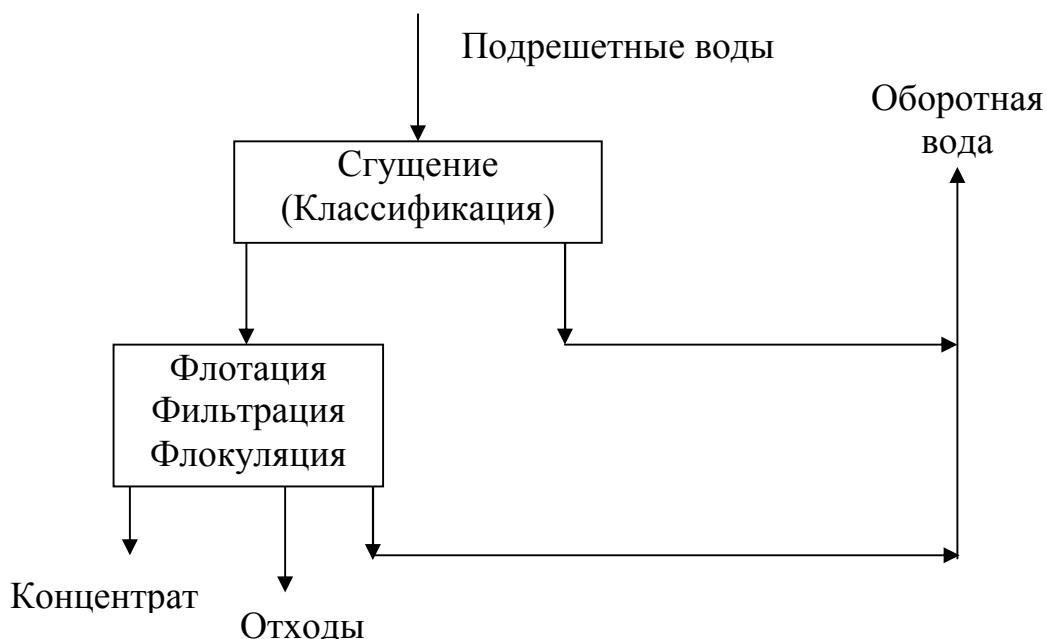 Подрешетные воды
Оборотная
вода
Сгущение
(Классификация)
Флотация
Фильтрация
Флокуляция
Концентрат
Отходы